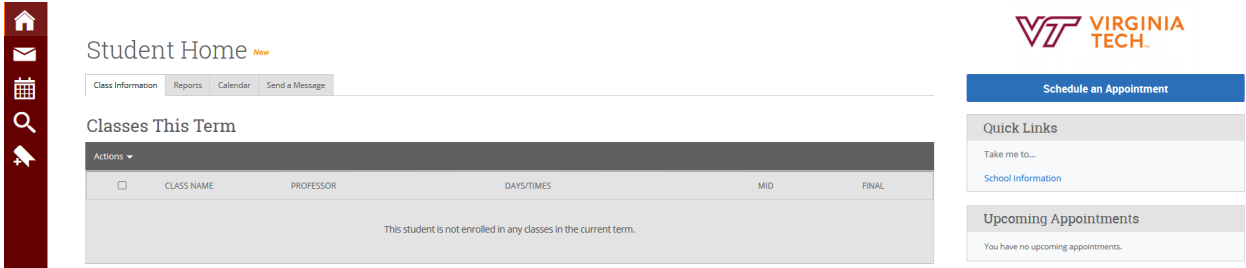 Student Home New
Class Information Reports Calendar Send a Message
Classes This Term
Actions
CLASS NAME PROFESSOR DAYS/TIMES MID FINAL
This student is not enrolled in any classes in the current term.
VT VIRGINIA
TECH™
Schedule an Appointment
Quick Links
Take me to...
School Information
Upcoming Appointments
You have no upcoming appointments.